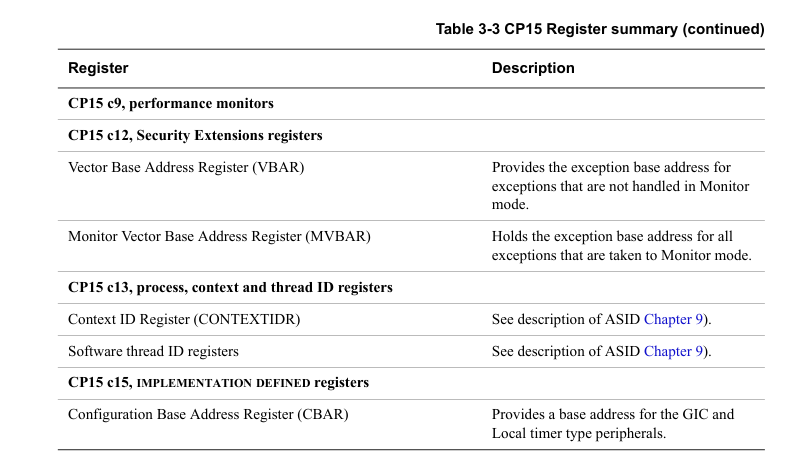 Table 3-3 CP15 Register summary (continued)
Register Description
CP15 c9, performance monitors
CP15 c12, Security Extensions registers
Vector Base Address Register (VBAR) Provides the exception base address for
exceptions that are not handled in Monitor
mode.
Monitor Vector Base Address Register (MVBAR) Holds the exception base address for all
exceptions that are taken to Monitor mode.
CP15 c13, process, context and thread ID registers
Context ID Register (CONTEXTIDR) See description of ASID Chapter 9).
Software thread ID registers See description of ASID Chapter 9).
CP15 c15, IMPLEMENTATION DEFINED registers
Configuration Base Address Register (CBAR) Provides a base address for the GIC and
Local timer type peripherals.